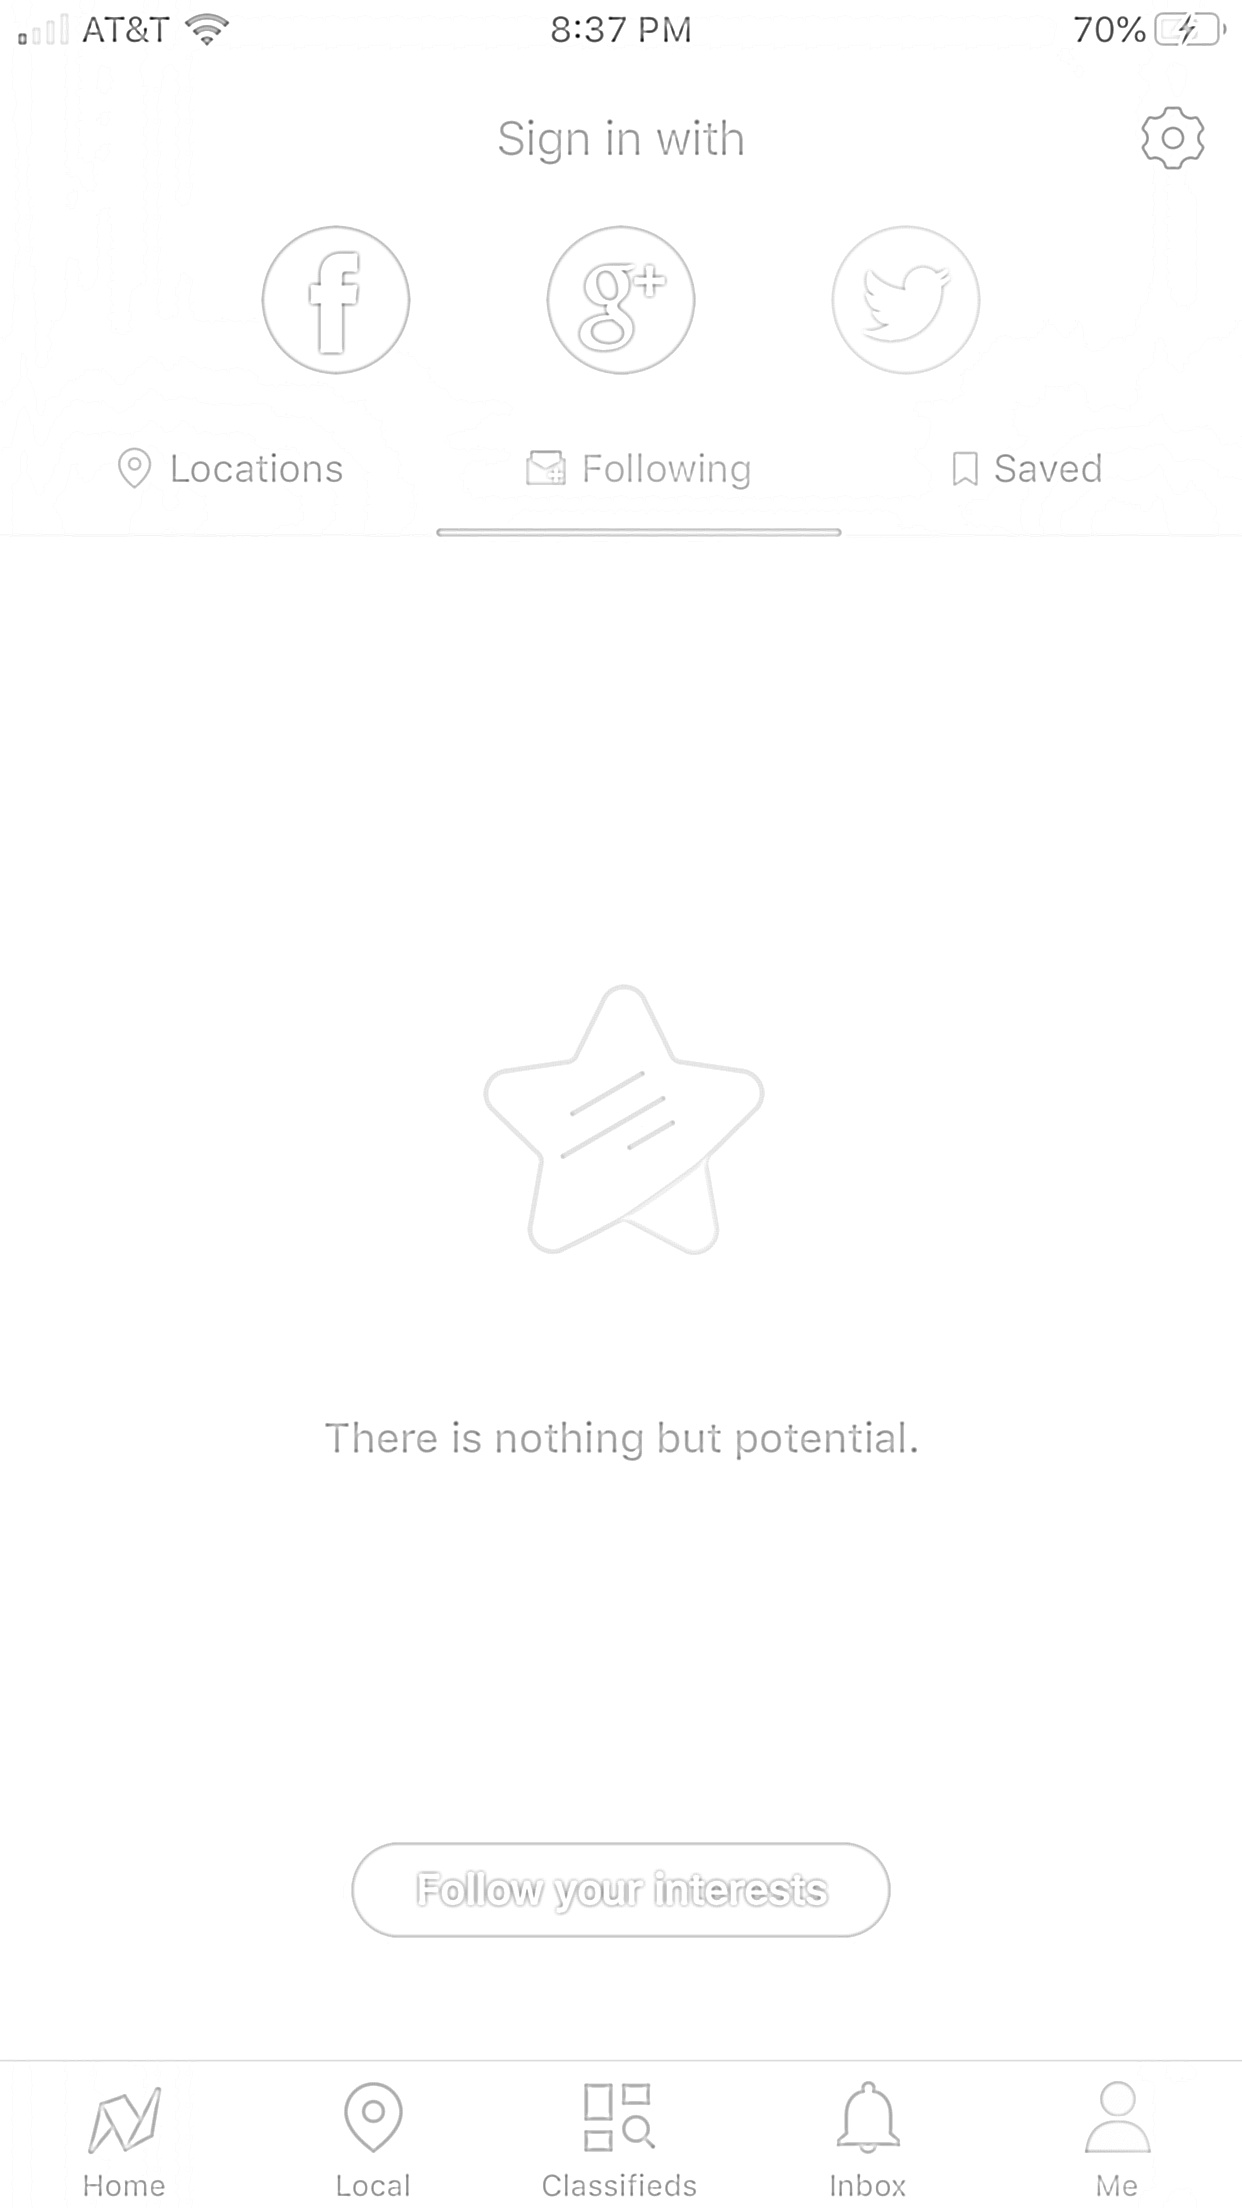 AT&T 8:37 PM 70%
Sign in with
f g+
Locations Following Saved
There is nothing but potential.
Follow your interests
Home Local Classifieds Inbox Me